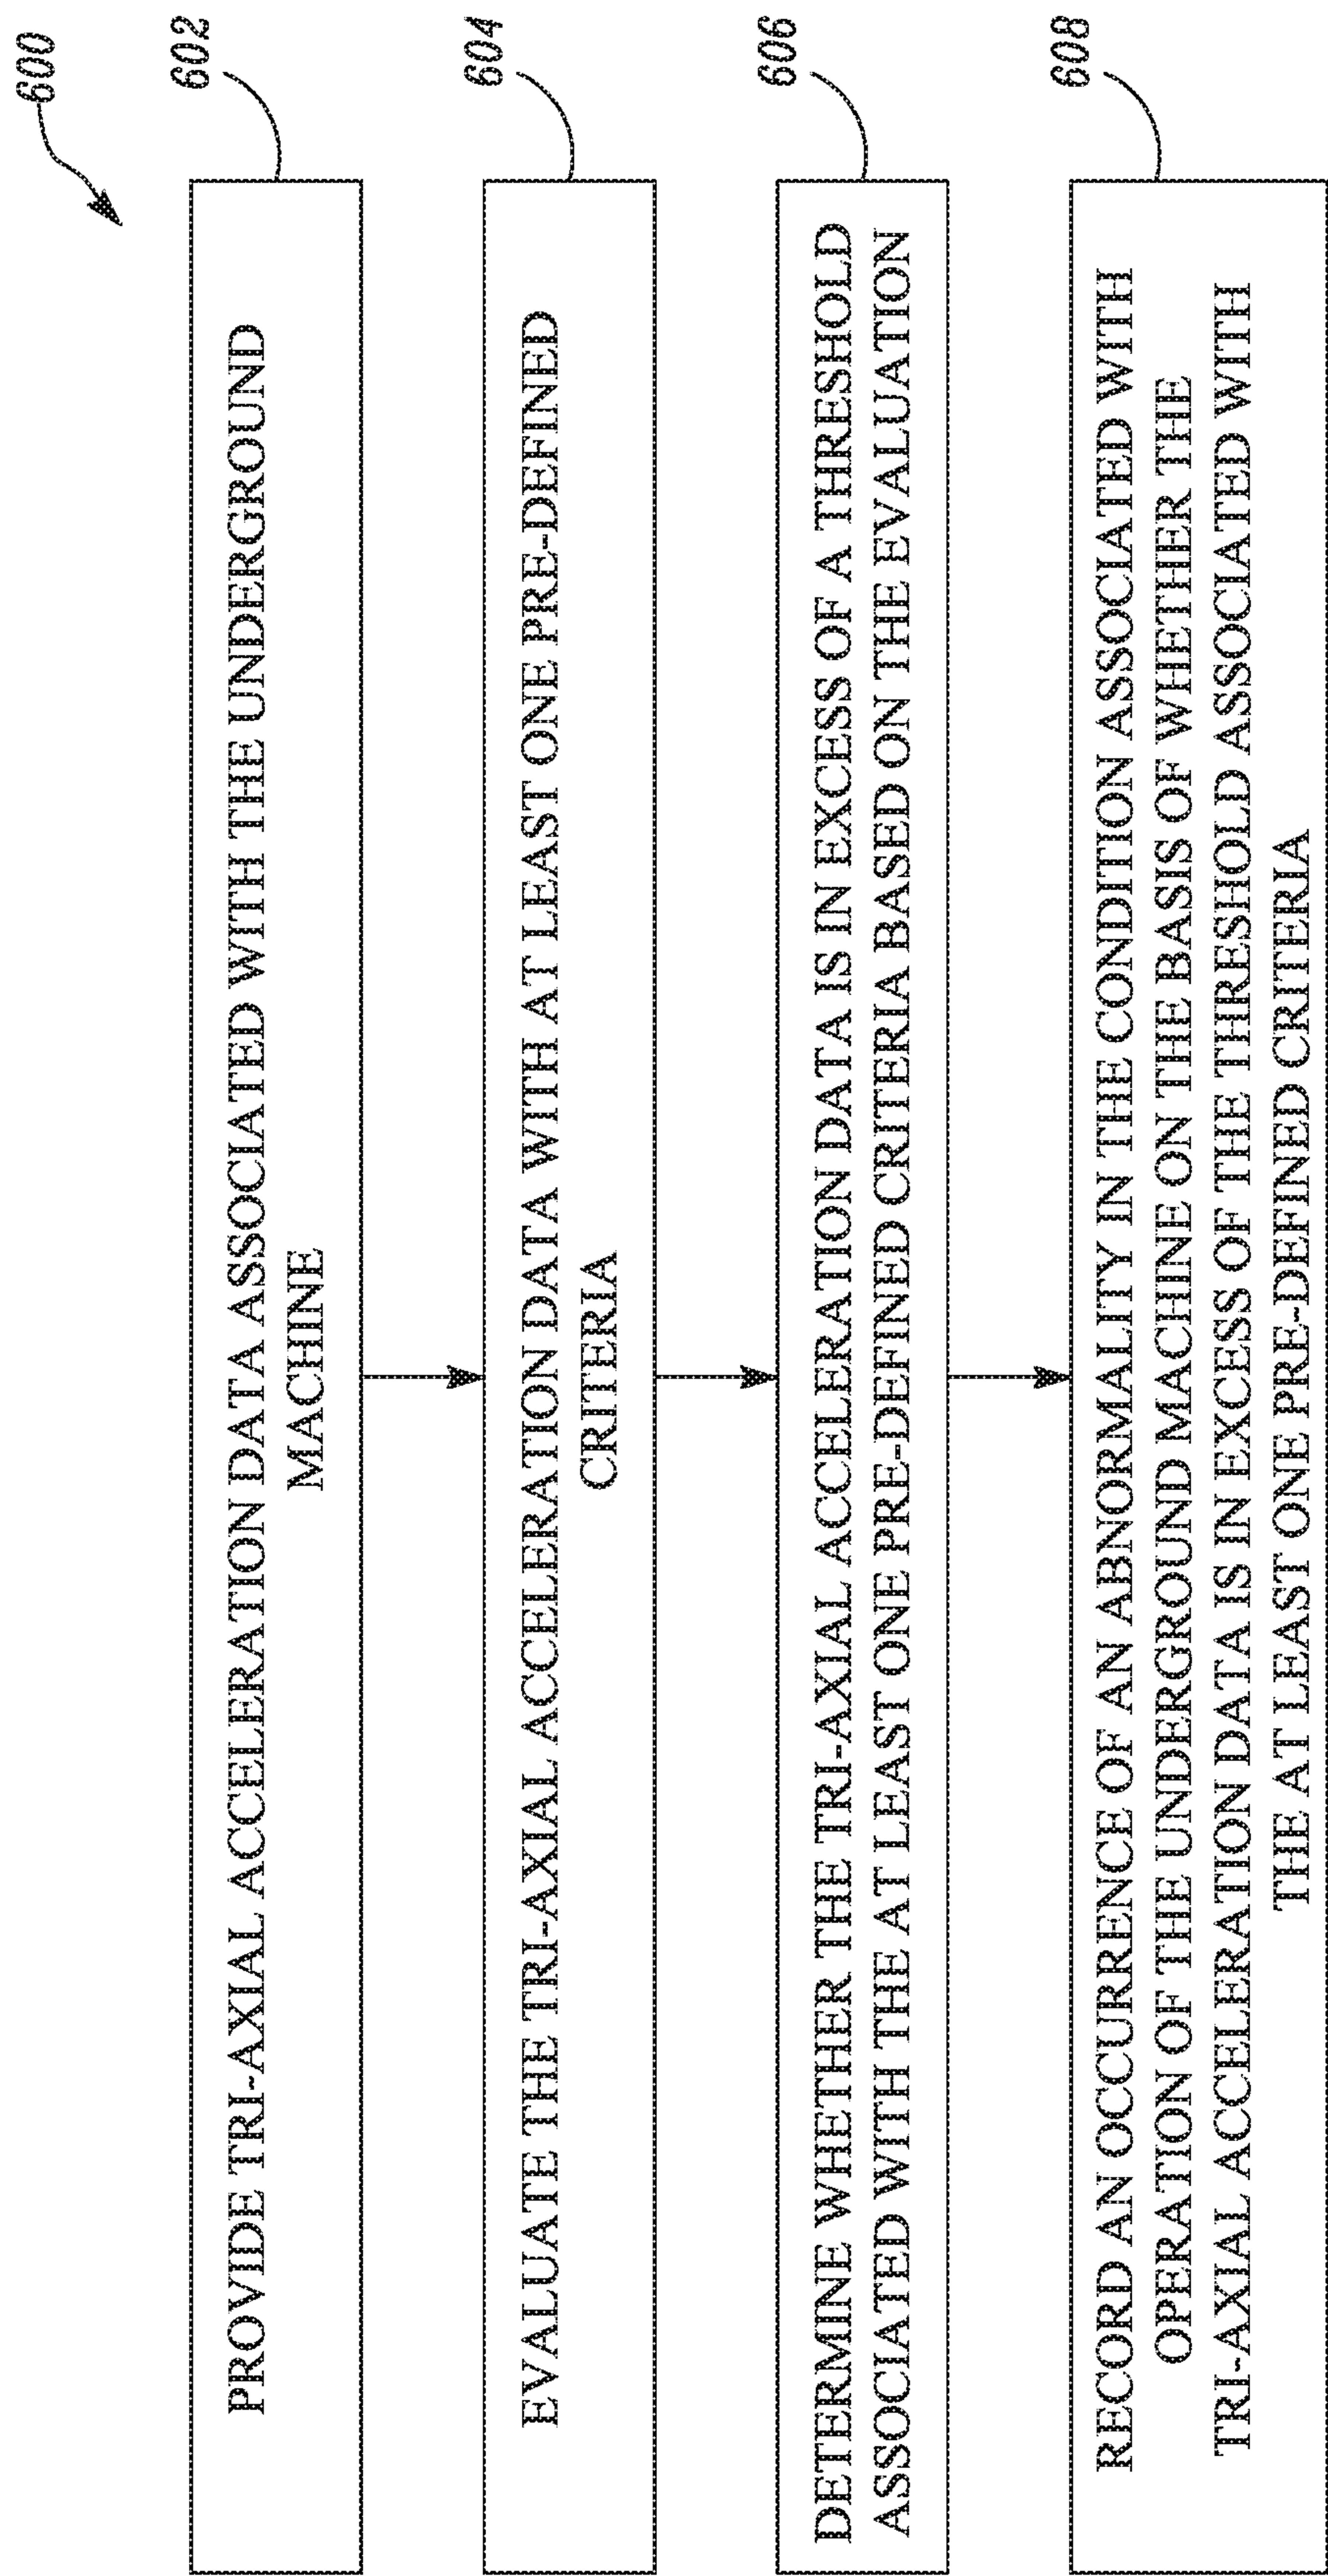 600
602
PROVIDE TRI-AXIAL ACCELERATION DATA ASSOCIATED WITH THE UNDERGROUND
MACHINE
604
EVALUATE THE TRI-AXIAL ACCELERATION DATA WITH AT LEAST ONE PRE-DEFINED
CRITERIA
606
DETERMINE WHETHER THE TRI-AXIAL ACCELERATION DATA IS IN EXCESS OF A THRESHOLD
ASSOCIATED WITH THE AT LEAST ONE PRE-DEFINED CRITERIA BASED ON THE EVALUATION
608
RECORD AN OCCURRENCE OF AN ABNORMALITY IN THE CONDITION ASSOCIATED WITH
OPERATION OF THE UNDERGROUND MACHINE ON THE BASIS OF WHETHER THE
TRI-AXIAL ACCELERATION DATA IS IN EXCESS OF THE THRESHOLD ASSOCIATED WITH
THE AT LEAST ONE PRE-DEFINED CRITERIA